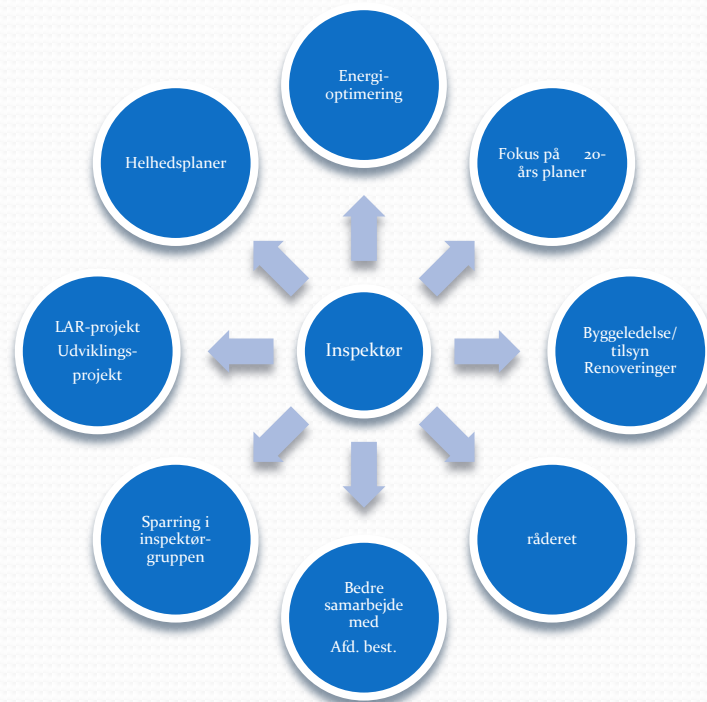 Energi-
optimering
Fokus på 20-
års planer
Byggeledelse/
tilsyn
Renoveringer
råderet
Bedre
samarbejde
med
Afd. best.
Sparring i
inspektør-
gruppen
LAR-projekt
Udviklings-
projekt
Helhedsplaner
Inspektør